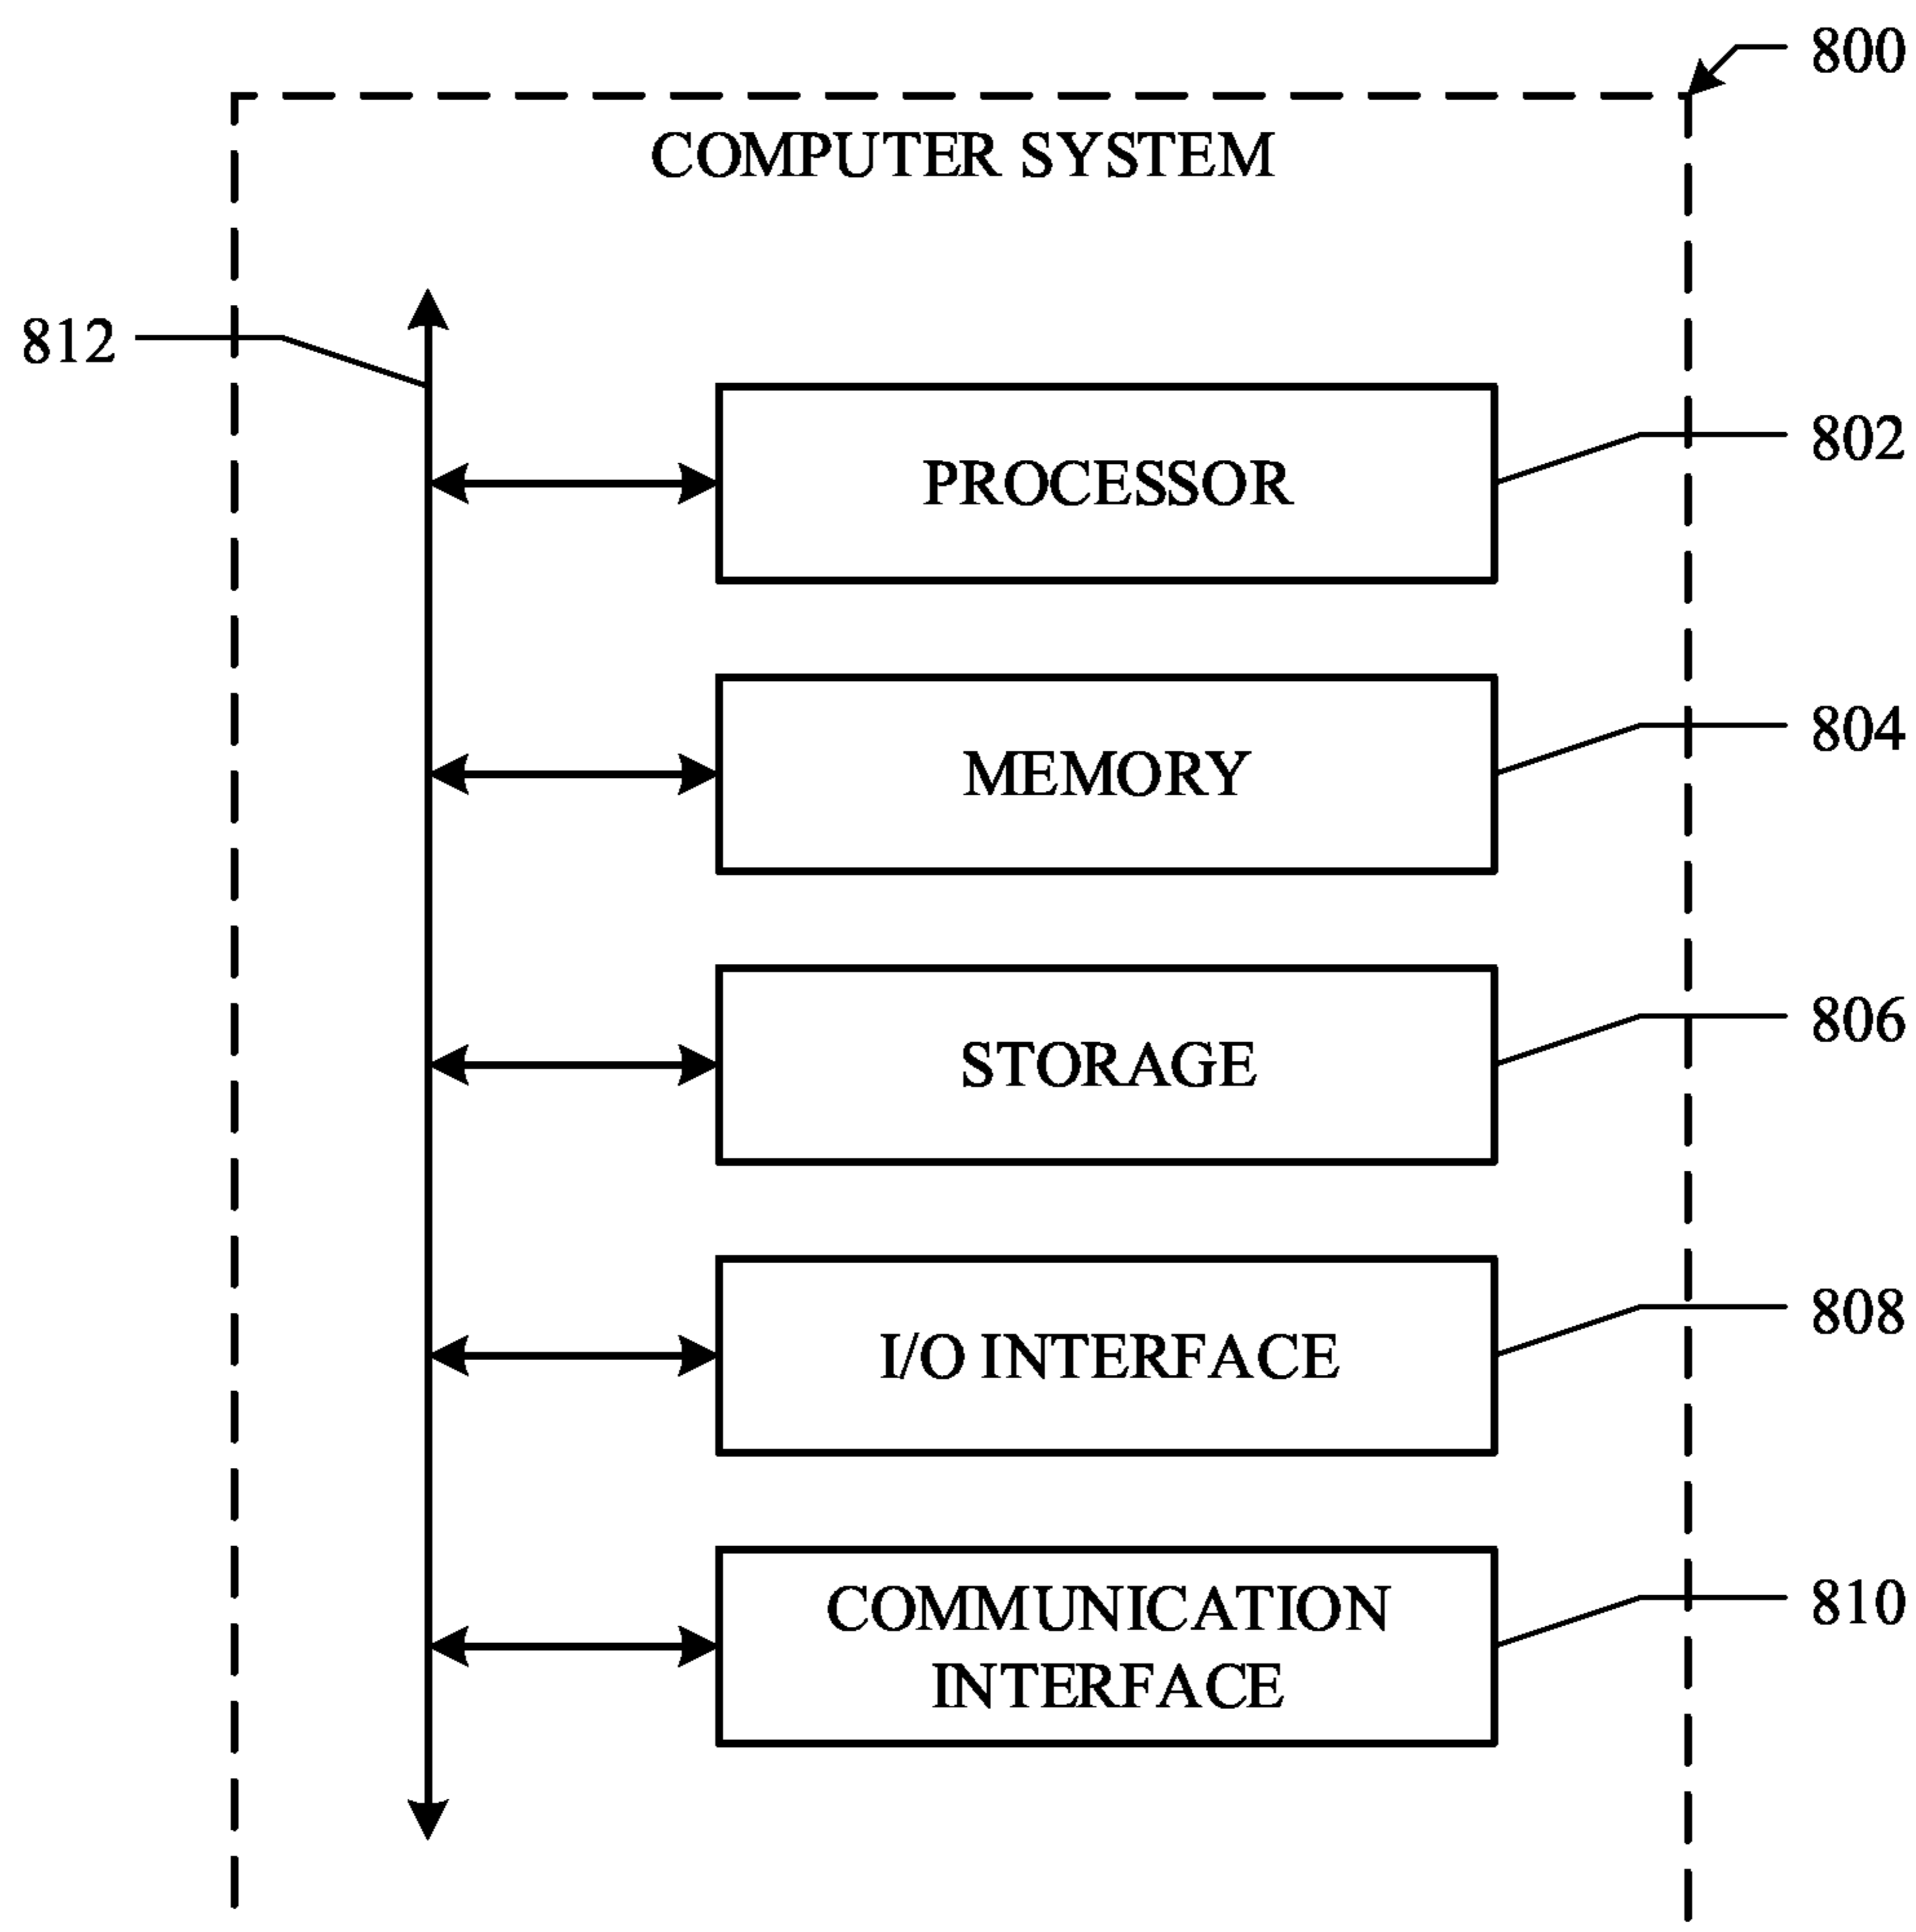 800
COMPUTER SYSTEM
812
802
PROCESSOR
804
MEMORY
806
STORAGE
808
I/O INTERFACE
810
COMMUNICATION
INTERFACE